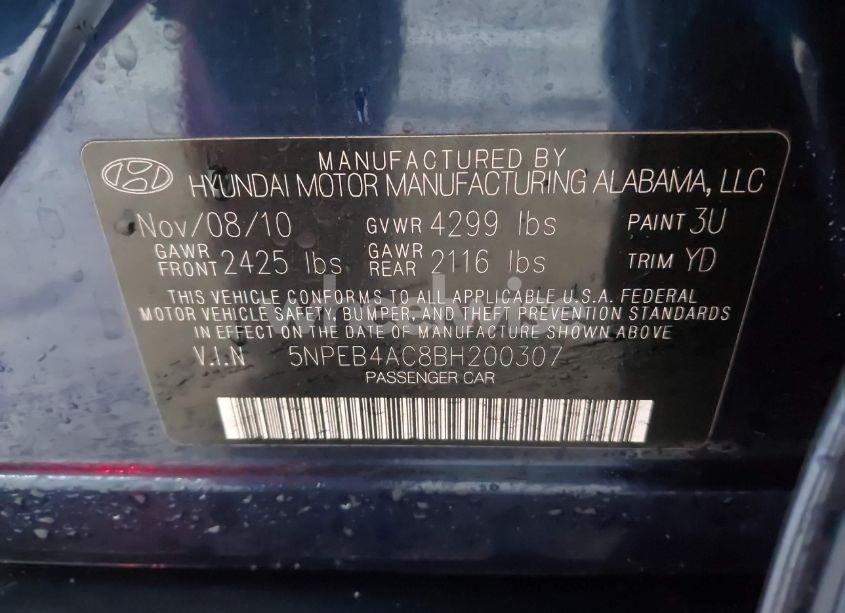 MANUFACTURED BY
HYUNDAI MOTOR MANUFACTURING ALABAMA, LLC
Nov/08/10 GVWR 4299 lbs PAINT 3U
GAWR FRONT 2425 lbs GAWR REAR 2116 lbs TRIM YD
THIS VEHICLE CONFORMS TO ALL APPLICABLE U.S.A. FEDERAL
MOTOR VEHICLE SAFETY, BUMPER, AND THEFT PREVENTION STANDARDS
IN EFFECT ON THE DATE OF MANUFACTURE SHOWN ABOVE
V.I.N 5NPEB4AC8BH200307
PASSENGER CAR